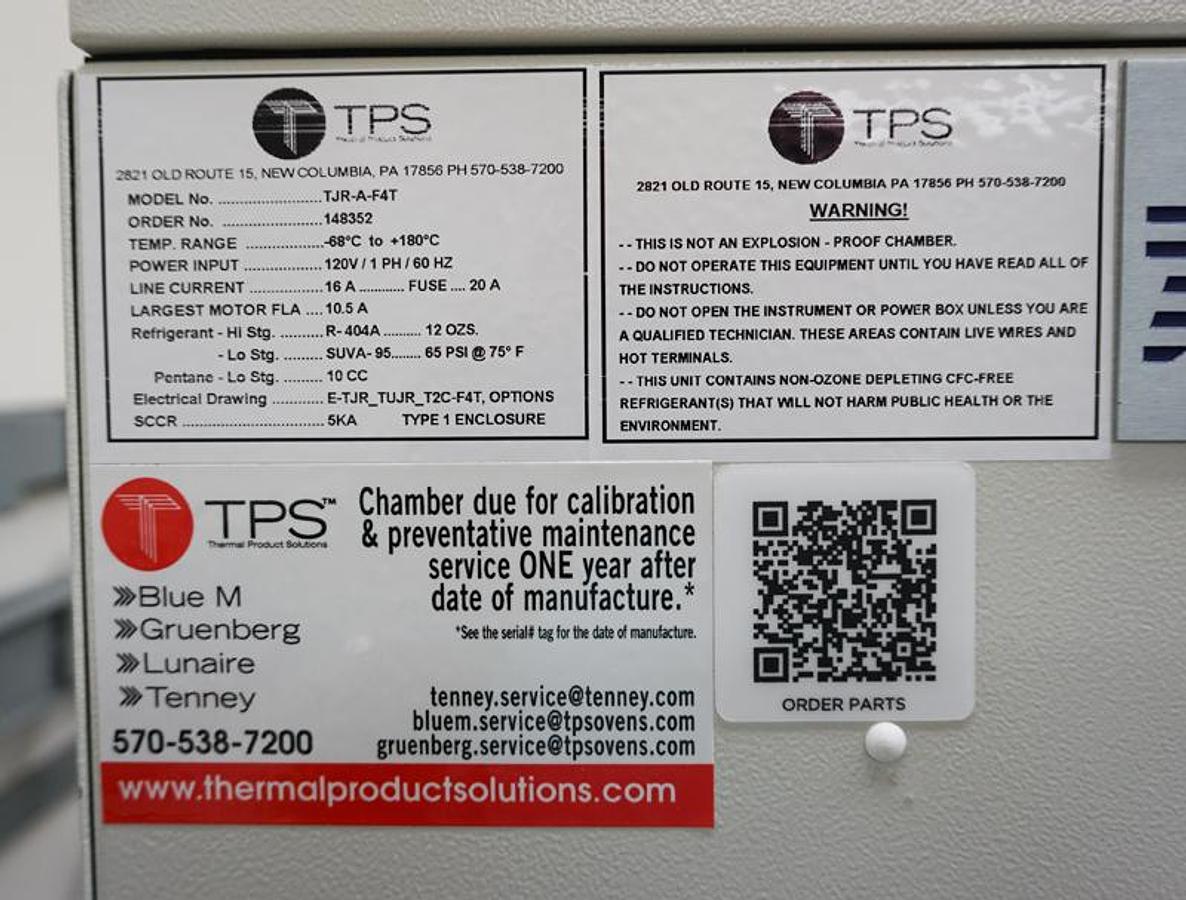 TPS
Thermal Product Solutions
2821 OLD ROUTE 15, NEW COLUMBIA, PA 17856 PH 570-538-7200
MODEL No. ........................TJR-A-F4T
ORDER No. .......................148352
TEMP. RANGE ..................-68°C to +180°C
POWER INPUT ..................120V / 1 PH / 60 HZ
LINE CURRENT .................16 A ............ FUSE .... 20 A
LARGEST MOTOR FLA ....10.5 A
Refrigerant - Hi Stg. .........R- 404A .......... 12 OZS.
- Lo Stg. .........SUVA- 95........ 65 PSI @ 75° F
Pentane - Lo Stg. .........10 CC
Electrical Drawing ............E-TJR_TUJR_T2C-F4T, OPTIONS
SCCR .................................5KA TYPE 1 ENCLOSURE
TPS
Thermal Product Solutions
2821 OLD ROUTE 15, NEW COLUMBIA PA 17856 PH 570-538-7200
WARNING!
- - THIS IS NOT AN EXPLOSION - PROOF CHAMBER.
- - DO NOT OPERATE THIS EQUIPMENT UNTIL YOU HAVE READ ALL OF
THE INSTRUCTIONS.
- - DO NOT OPEN THE INSTRUMENT OR POWER BOX UNLESS YOU ARE
A QUALIFIED TECHNICIAN. THESE AREAS CONTAIN LIVE WIRES AND
HOT TERMINALS.
- - THIS UNIT CONTAINS NON-OZONE DEPLETING CFC-FREE
REFRIGERANT(S) THAT WILL NOT HARM PUBLIC HEALTH OR THE
ENVIRONMENT.
TPS™
Thermal Product Solutions
Blue M
Gruenberg
Lunaire
Tenney
570-538-7200
Chamber due for calibration
& preventative maintenance
service ONE year after
date of manufacture.*
*See the serial# tag for the date of manufacture.
tenney.service@tenney.com
bluem.service@tpsovens.com
gruenberg.service@tpsovens.com
www.thermalproductsolutions.com
ORDER PARTS